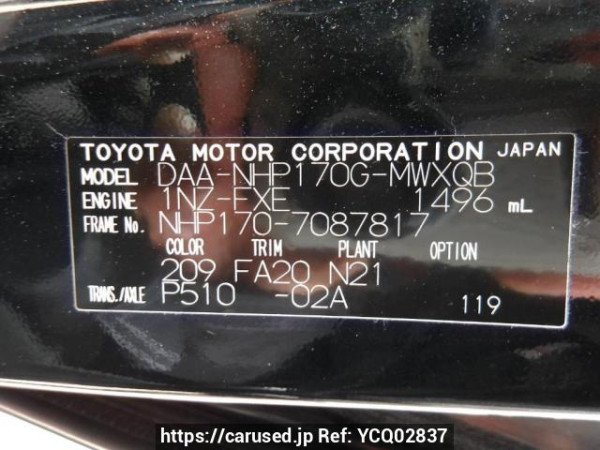 TOYOTA MOTOR CORPORATION JAPAN
MODEL DAA-NHP170G-MWXQB
ENGINE 1NZ-FXE 1496 mL
FRAME No. NHP170-7087817
COLOR TRIM PLANT OPTION
209 FA20 N21
TRANS./AXLE P510 -02A 119
https://carused.jp Ref: YCQ02837